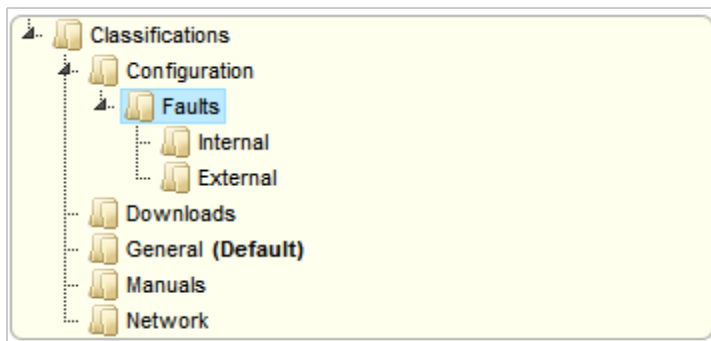 Classifications
Configuration
Faults
Internal
External
Downloads
General (Default)
Manuals
Network